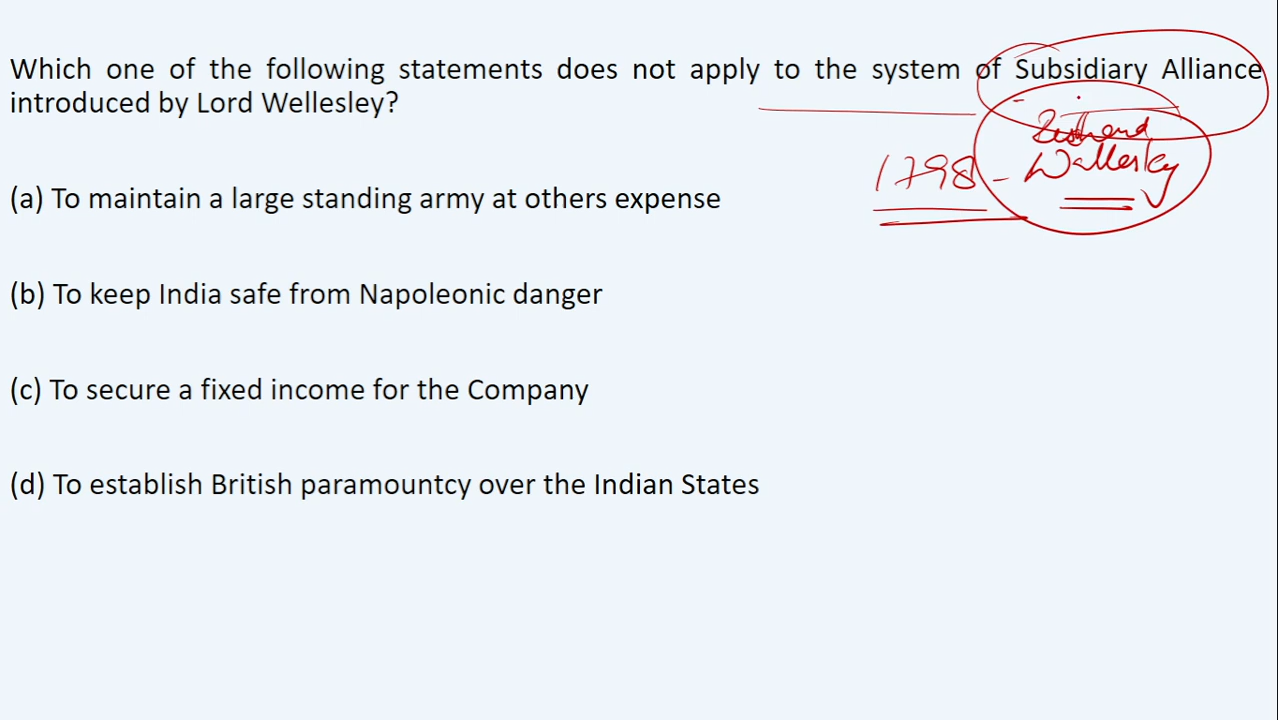 Which one of the following statements does not apply to the system of Subsidiary Alliance
introduced by Lord Wellesley?
1798 - Wallesley
(a) To maintain a large standing army at others expense
(b) To keep India safe from Napoleonic danger
(c) To secure a fixed income for the Company
(d) To establish British paramountcy over the Indian States